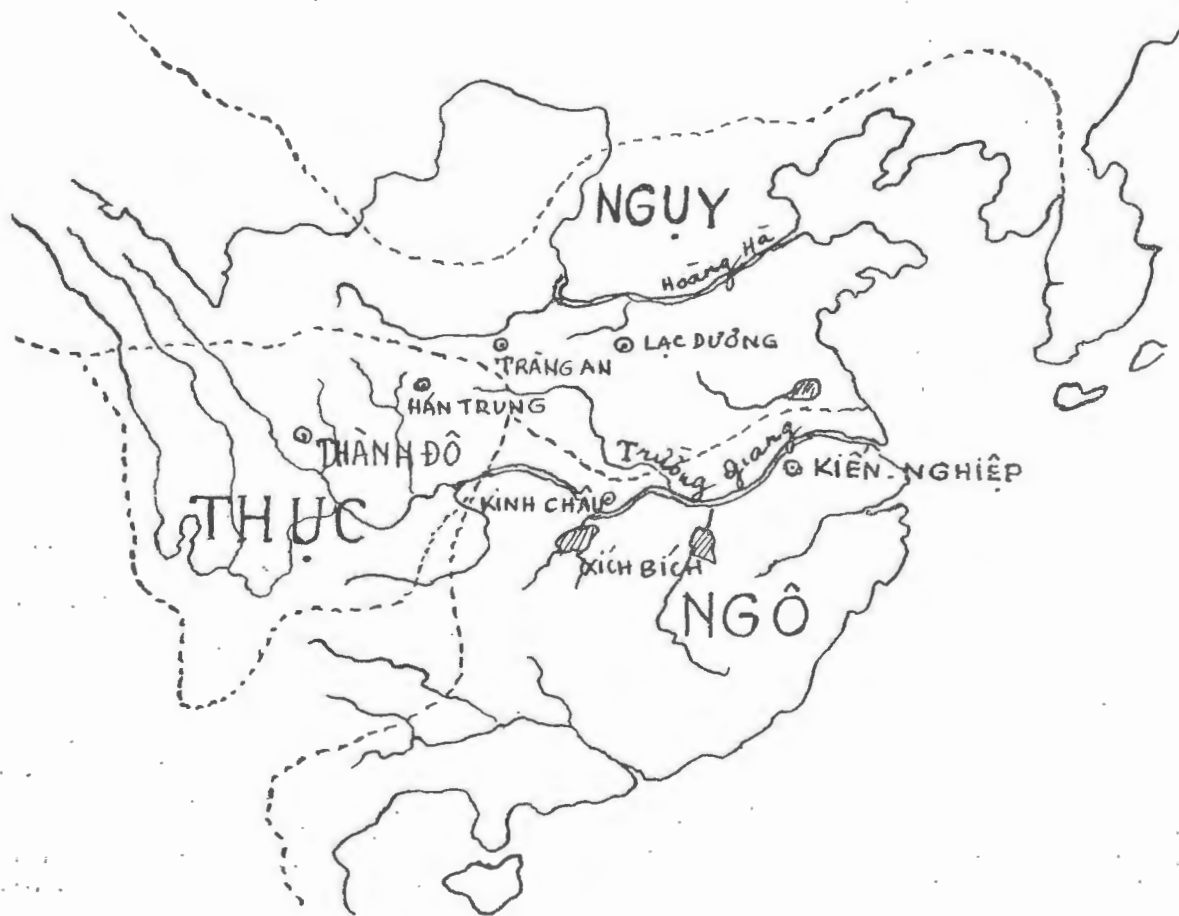 NGỤY
Hoàng Hà
LẠC DƯƠNG
TRÀNG AN
HÁN TRUNG
THÀNH ĐÔ
Trường Giang
KIẾN-NGHIỆP
KINH CHÂU
THỤC
XÍCH BÍCH
NGÔ